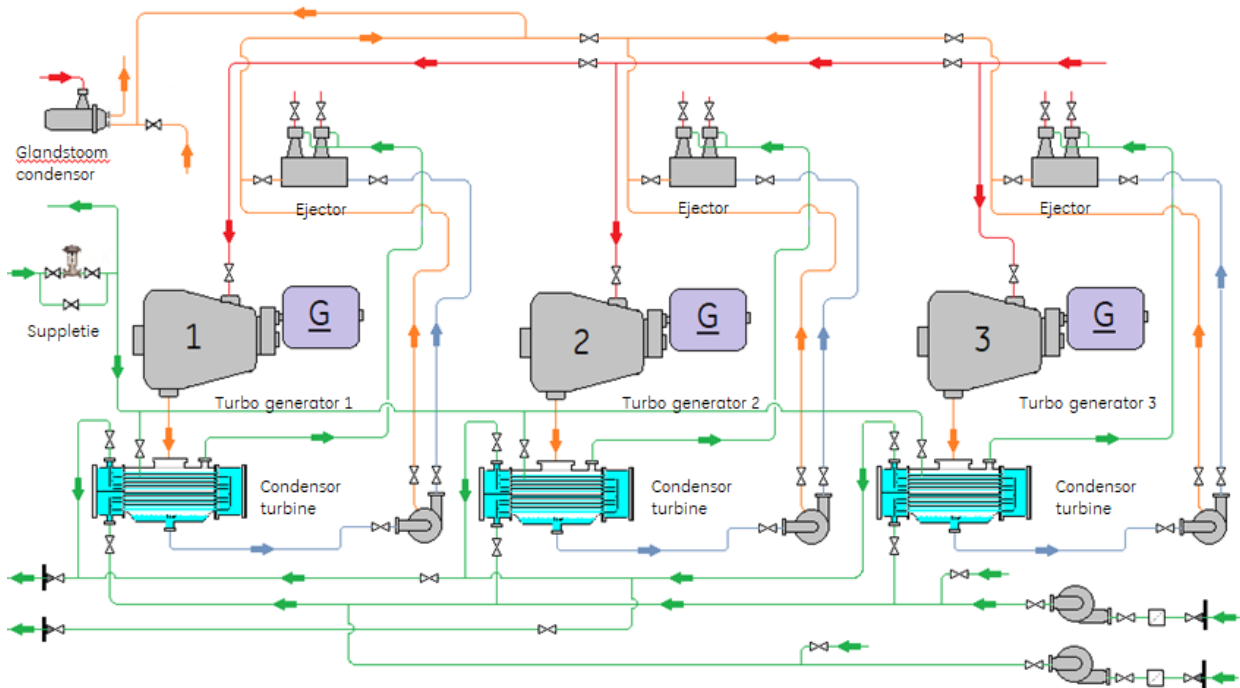 Glandstoom
condensor
Ejector
Ejector
Ejector
Suppletie
G
G
G
1
2
3
Turbo generator 1
Turbo generator 2
Turbo generator 3
Condensor
turbine
Condensor
turbine
Condensor
turbine